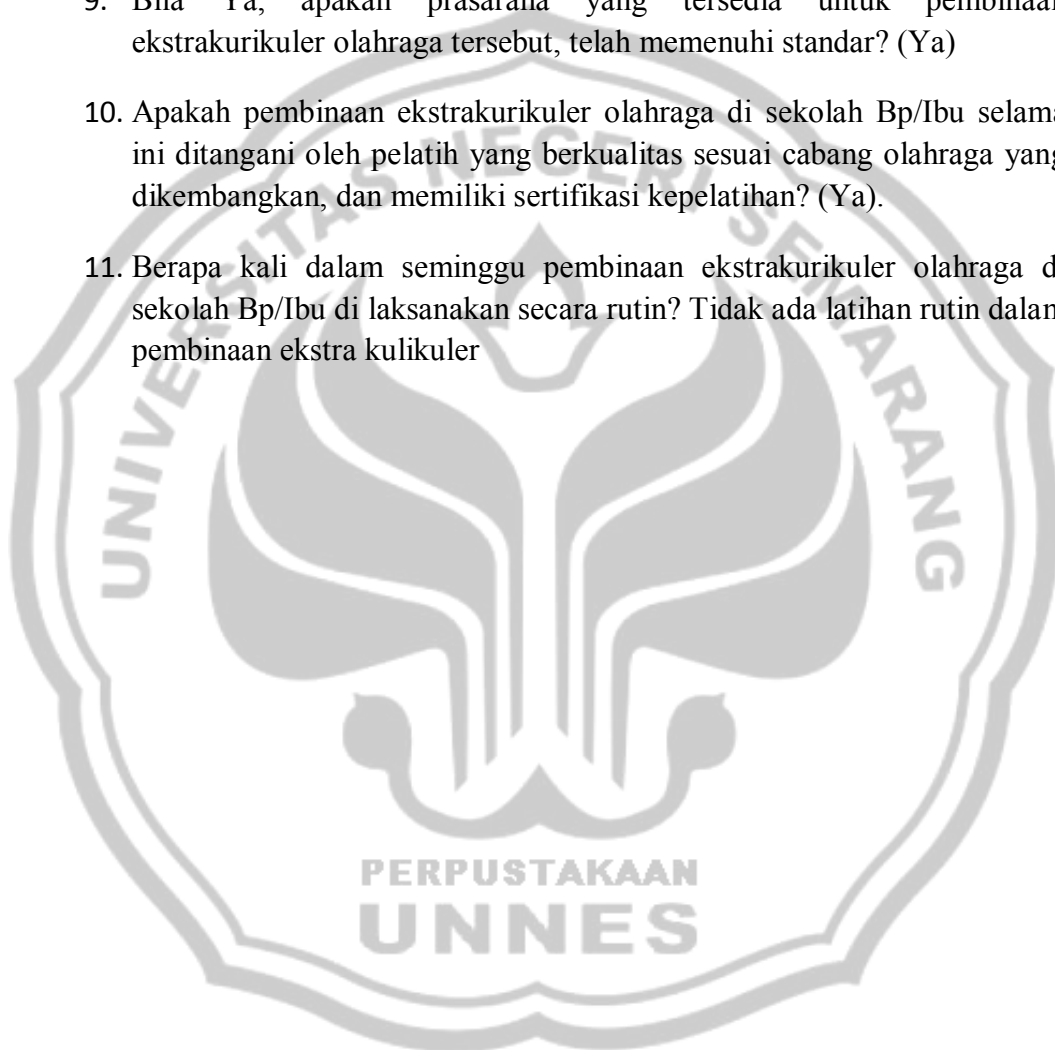 9. Bila Ya, apakah prasarana yang tersedia untuk pembinaan
ekstrakurikuler olahraga tersebut, telah memenuhi standar? (Ya)
10. Apakah pembinaan ekstrakurikuler olahraga di sekolah Bp/Ibu selama
ini ditangani oleh pelatih yang berkualitas sesuai cabang olahraga yang
dikembangkan, dan memiliki sertifikasi kepelatihan? (Ya).
11. Berapa kali dalam seminggu pembinaan ekstrakurikuler olahraga di
sekolah Bp/Ibu di laksanakan secara rutin? Tidak ada latihan rutin dalam
pembinaan ekstra kulikuler
UNIVERSITAS NEGERI SEMARANG
PERPUSTAKAAN
UNNES